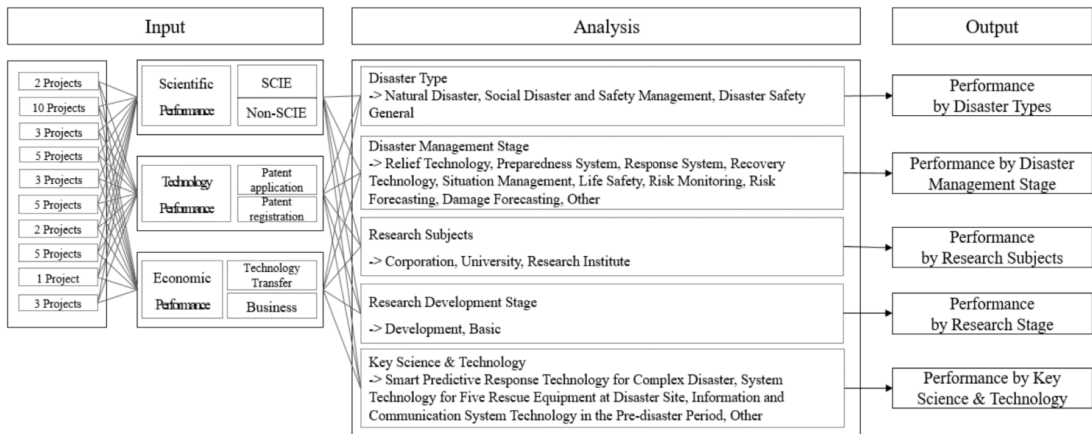 Input
Analysis
Output
2 Projects
10 Projects
3 Projects
5 Projects
3 Projects
5 Projects
2 Projects
5 Projects
1 Project
3 Projects
Scientific
Performance
SCIE
Non-SCIE
Technology
Performance
Patent
application
Patent
registration
Economic
Performance
Technology
Transfer
Business
Disaster Type
-> Natural Disaster, Social Disaster and Safety Management, Disaster Safety
General
Disaster Management Stage
-> Relief Technology, Preparedness System, Response System, Recovery
Technology, Situation Management, Life Safety, Risk Monitoring, Risk
Forecasting, Damage Forecasting, Other
Research Subjects
-> Corporation, University, Research Institute
Research Development Stage
-> Development, Basic
Key Science & Technology
-> Smart Predictive Response Technology for Complex Disaster, System
Technology for Five Rescue Equipment at Disaster Site, Information and
Communication System Technology in the Pre-disaster Period, Other
Performance
by Disaster Types
Performance by Disaster
Management Stage
Performance
by Research Subjects
Performance
by Research Stage
Performance by Key
Science & Technology